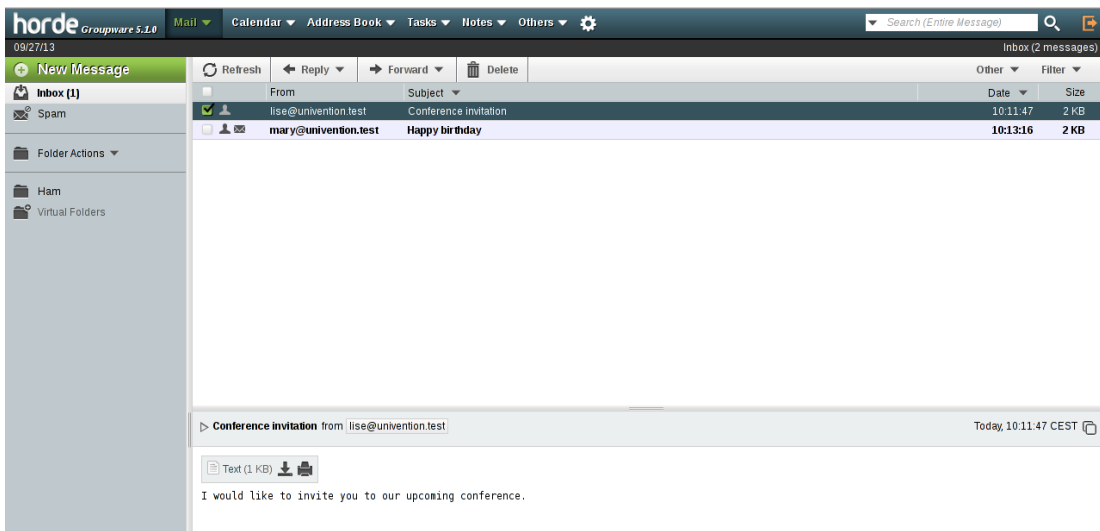 horde Groupware 5.1.0 Mail Calendar Address Book Tasks Notes Others Search (Entire Message)
09/27/13 Inbox (2 messages)
New Message Refresh Reply Forward Delete Other Filter
Inbox (1) From Subject Date Size
Spam lise@univention.test Conference invitation 10:11:47 2 KB
mary@univention.test Happy birthday 10:13:16 2 KB
Folder Actions
Ham
Virtual Folders
Conference invitation from lise@univention.test Today, 10:11:47 CEST
Text (1 KB)
I would like to invite you to our upcoming conference.